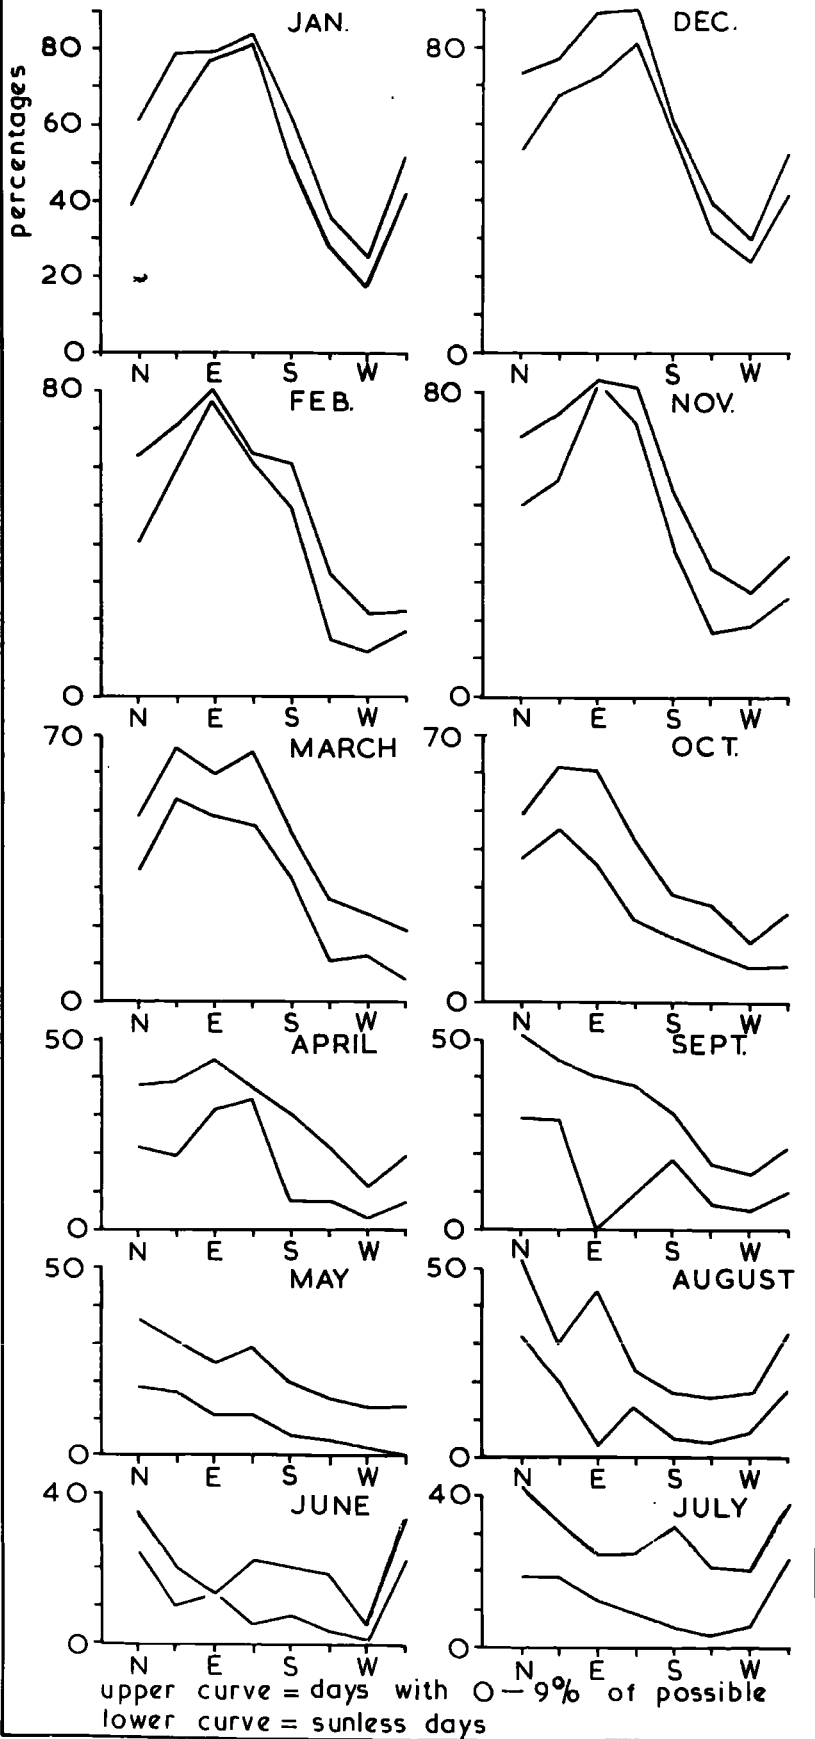 percentages
JAN.
80
60
40
20
0
N E S W
DEC.
80
0
N S W
FEB.
80
0
N E S W
NOV.
80
0
N E S W
MARCH
70
0
N E S W
OCT.
70
0
N E S W
APRIL
50
0
N E S W
SEPT.
50
0
N E S W
MAY
50
0
N E S W
AUGUST
50
0
N E S W
JUNE
40
0
N E S W
JULY
40
0
N E S W
upper curve = days with 0-9% of possible
lower curve = sunless days